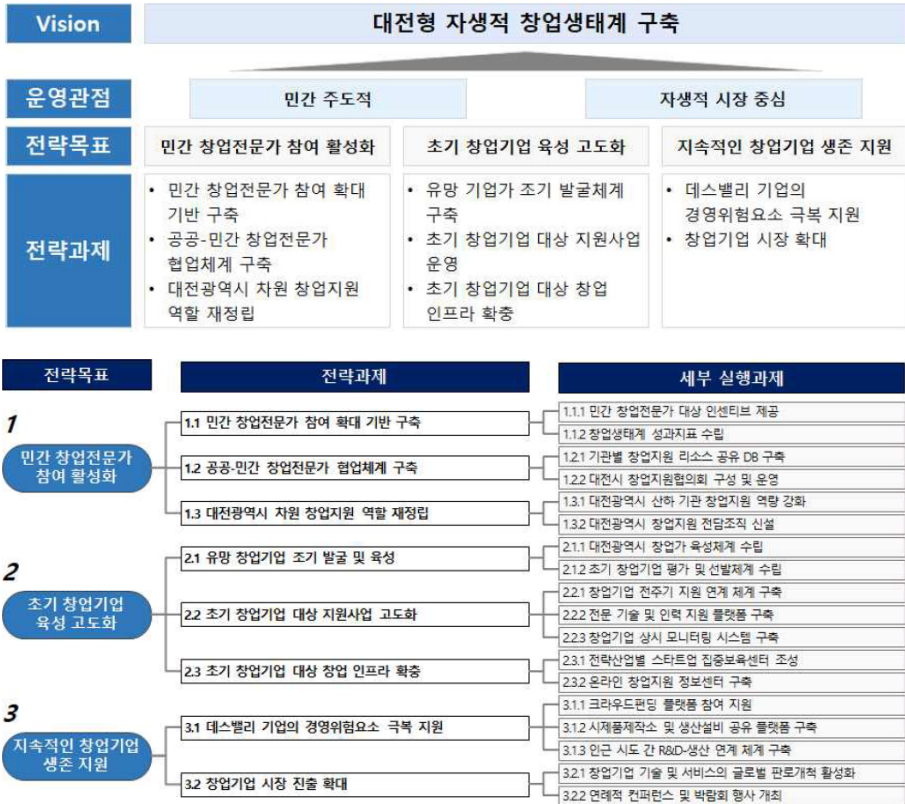 Vision
대전형 자생적 창업생태계 구축
운영관점
민간 주도적
자생적 시장 중심
전략목표
민간 창업전문가 참여 활성화
초기 창업기업 육성 고도화
지속적인 창업기업 생존 지원
전략과제
• 민간 창업전문가 참여 확대
기반 구축
• 공공-민간 창업전문가
협업체계 구축
• 대전광역시 차원 창업지원
역할 재정립
• 유망 기업가 조기 발굴체계
구축
• 초기 창업기업 대상 지원사업
운영
• 초기 창업기업 대상 창업
인프라 확충
• 데스밸리 기업의
경영위험요소 극복 지원
• 창업기업 시장 확대
전략목표
전략과제
세부 실행과제
1
민간 창업전문가
참여 활성화
1.1 민간 창업전문가 참여 확대 기반 구축
1.1.1 민간 창업전문가 대상 인센티브 제공
1.1.2 창업생태계 성과지표 수립
1.2 공공-민간 창업전문가 협업체계 구축
1.2.1 기관별 창업지원 리소스 공유 DB 구축
1.2.2 대전시 창업지원협의회 구성 및 운영
1.3 대전광역시 차원 창업지원 역할 재정립
1.3.1 대전광역시 산하 기관 창업지원 역량 강화
1.3.2 대전광역시 창업지원 전담조직 신설
2
초기 창업기업
육성 고도화
2.1 유망 창업기업 조기 발굴 및 육성
2.1.1 대전광역시 창업가 육성체계 수립
2.1.2 초기 창업기업 평가 및 선발체계 수립
2.2 초기 창업기업 대상 지원사업 고도화
2.2.1 창업기업 전주기 지원 연계 체계 구축
2.2.2 전문 기술 및 인력 지원 플랫폼 구축
2.2.3 창업기업 상시 모니터링 시스템 구축
2.3 초기 창업기업 대상 창업 인프라 확충
2.3.1 전략산업별 스타트업 집중보육센터 조성
2.3.2 온라인 창업지원 정보센터 구축
3
지속적인 창업기업
생존 지원
3.1 데스밸리 기업의 경영위험요소 극복 지원
3.1.1 크라우드펀딩 플랫폼 참여 지원
3.1.2 시제품제작소 및 생산설비 공유 플랫폼 구축
3.1.3 인근 시도 간 R&D-생산 연계 체계 구축
3.2 창업기업 시장 진출 확대
3.2.1 창업기업 기술 및 서비스의 글로벌 판로개척 활성화
3.2.2 연례적 컨퍼런스 및 박람회 행사 개최